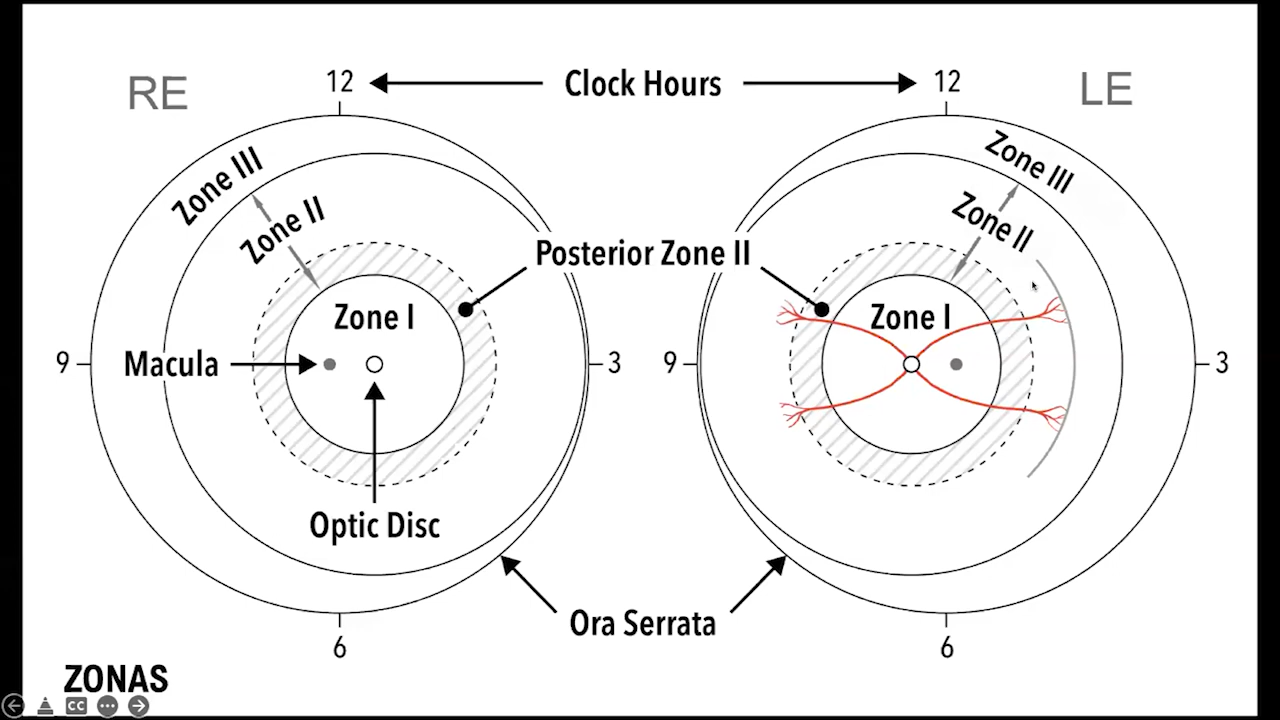 RE
12
Clock Hours
12
LE
Zone III
Zone III
Zone II
Zone II
Posterior Zone II
Zone I
Zone I
9
Macula
3
9
3
Optic Disc
Ora Serrata
6
6
ZONAS
CC